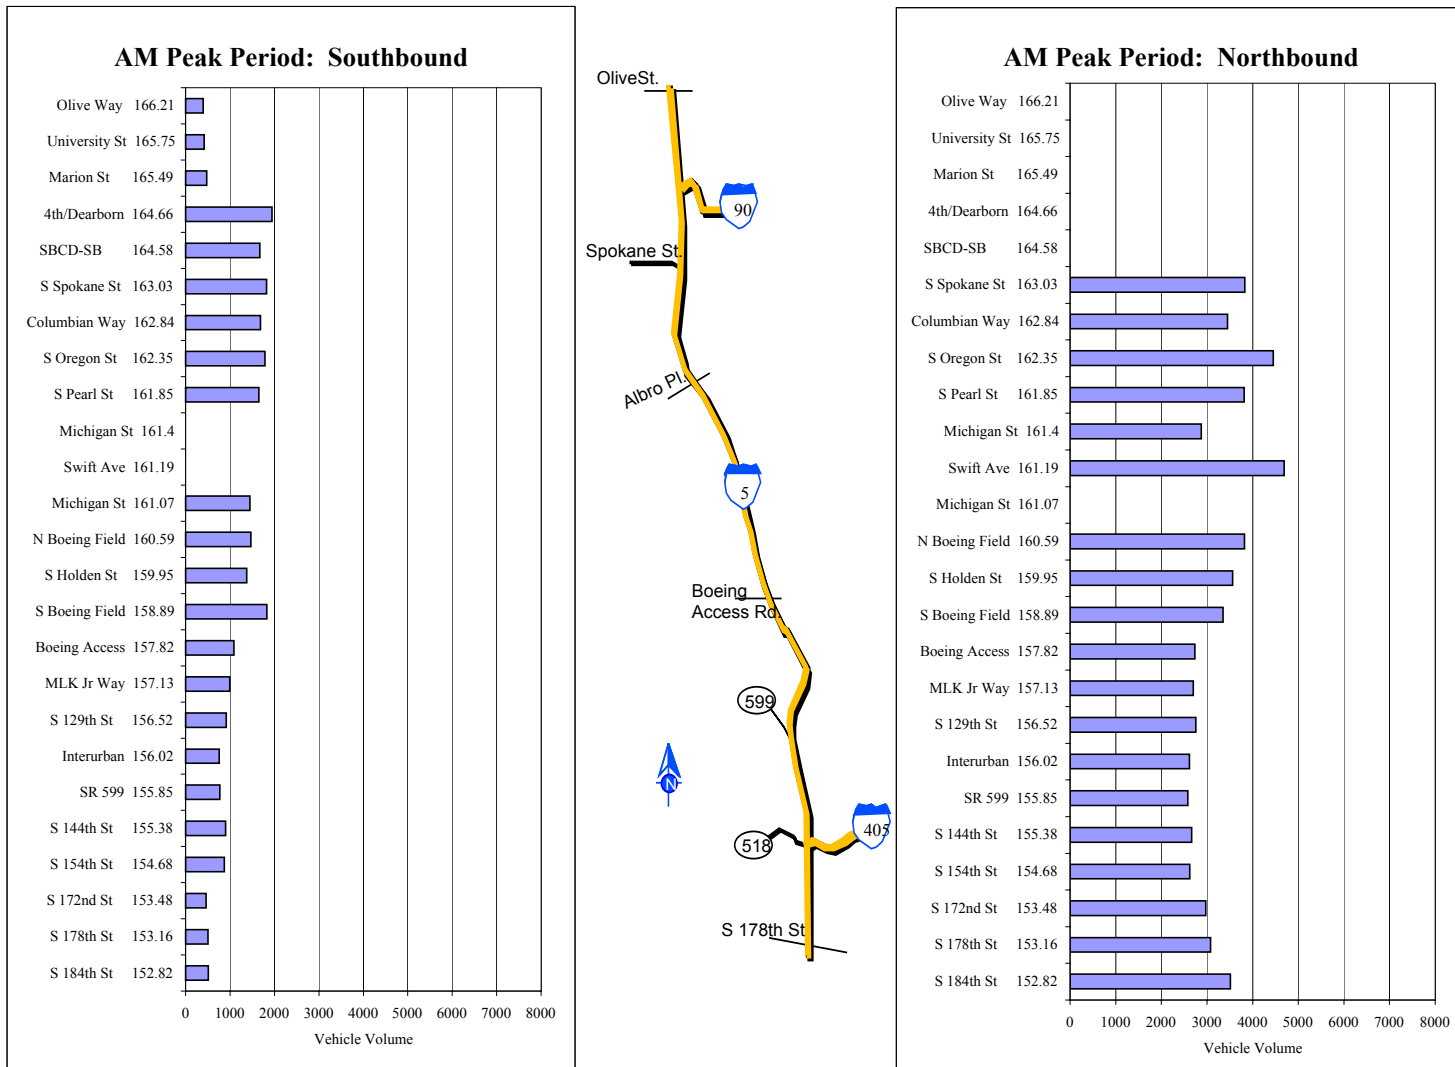 AM Peak Period: Southbound
Olive Way 166.21
University St 165.75
Marion St 165.49
4th/Dearborn 164.66
SBCD-SB 164.58
S Spokane St 163.03
Columbian Way 162.84
S Oregon St 162.35
S Pearl St 161.85
Michigan St 161.4
Swift Ave 161.19
Michigan St 161.07
N Boeing Field 160.59
S Holden St 159.95
S Boeing Field 158.89
Boeing Access 157.82
MLK Jr Way 157.13
S 129th St 156.52
Interurban 156.02
SR 599 155.85
S 144th St 155.38
S 154th St 154.68
S 172nd St 153.48
S 178th St 153.16
S 184th St 152.82
0 1000 2000 3000 4000 5000 6000 7000 8000
Vehicle Volume
OliveSt.
90
Spokane St.
Albro Pl.
5
Boeing
Access Rd.
599
N
405
518
S 178th St
AM Peak Period: Northbound
Olive Way 166.21
University St 165.75
Marion St 165.49
4th/Dearborn 164.66
SBCD-SB 164.58
S Spokane St 163.03
Columbian Way 162.84
S Oregon St 162.35
S Pearl St 161.85
Michigan St 161.4
Swift Ave 161.19
Michigan St 161.07
N Boeing Field 160.59
S Holden St 159.95
S Boeing Field 158.89
Boeing Access 157.82
MLK Jr Way 157.13
S 129th St 156.52
Interurban 156.02
SR 599 155.85
S 144th St 155.38
S 154th St 154.68
S 172nd St 153.48
S 178th St 153.16
S 184th St 152.82
0 1000 2000 3000 4000 5000 6000 7000 8000
Vehicle Volume